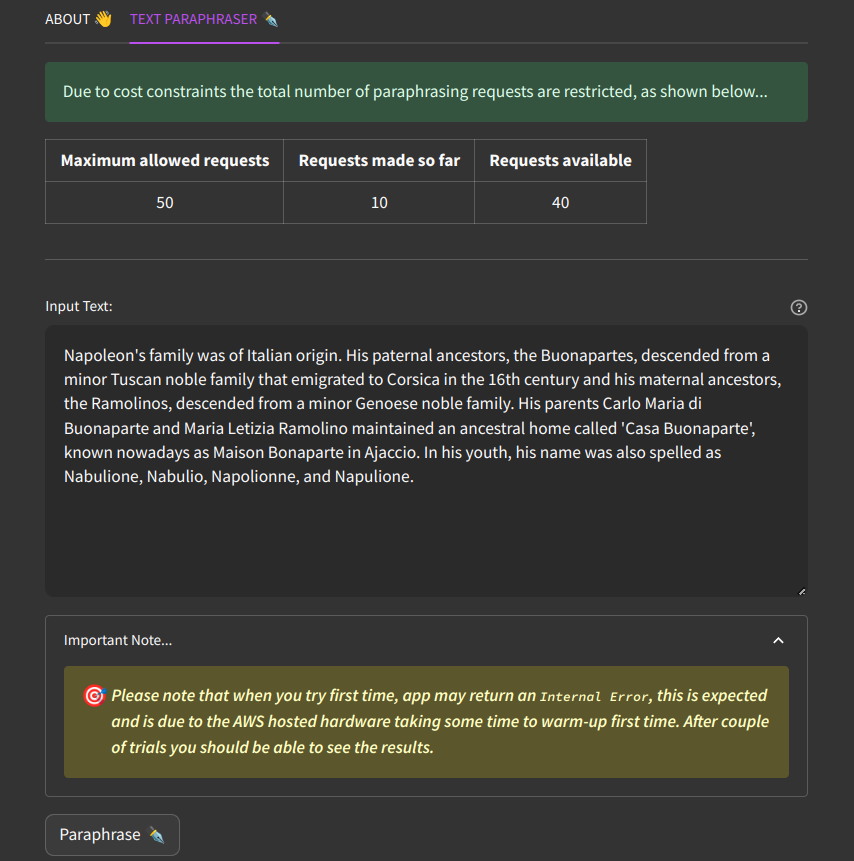 ABOUT 👋 TEXT PARAPHRASER ✒️
Due to cost constraints the total number of paraphrasing requests are restricted, as shown below...
Maximum allowed requests Requests made so far Requests available
50 10 40
Input Text:
Napoleon's family was of Italian origin. His paternal ancestors, the Buonapartes, descended from a
minor Tuscan noble family that emigrated to Corsica in the 16th century and his maternal ancestors,
the Ramolinos, descended from a minor Genoese noble family. His parents Carlo Maria di
Buonaparte and Maria Letizia Ramolino maintained an ancestral home called 'Casa Buonaparte',
known nowadays as Maison Bonaparte in Ajaccio. In his youth, his name was also spelled as
Nabulione, Nabulio, Napolionne, and Napulione.
Important Note...
🎯 Please note that when you try first time, app may return an Internal Error, this is expected
and is due to the AWS hosted hardware taking some time to warm-up first time. After couple
of trials you should be able to see the results.
Paraphrase ✒️